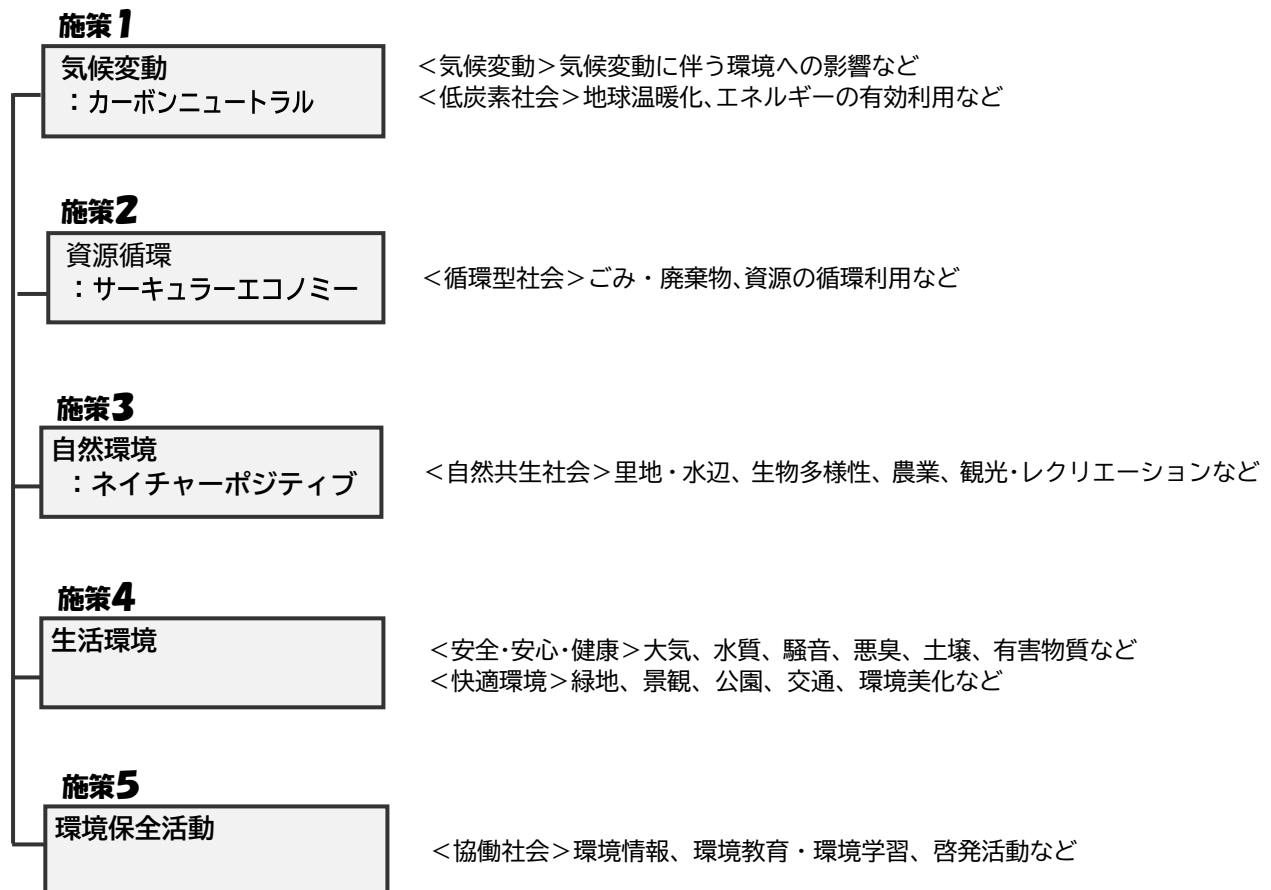 施策1
気候変動
：カーボンニュートラル
＜気候変動＞気候変動に伴う環境への影響など
＜低炭素社会＞地球温暖化、エネルギーの有効利用など
施策2
資源循環
：サーキュラーエコノミー
＜循環型社会＞ごみ・廃棄物、資源の循環利用など
施策3
自然環境
：ネイチャーポジティブ
＜自然共生社会＞里地・水辺、生物多様性、農業、観光･レクリエーションなど
施策4
生活環境
＜安全･安心･健康＞大気、水質、騒音、悪臭、土壌、有害物質など
＜快適環境＞緑地、景観、公園、交通、環境美化など
施策5
環境保全活動
＜協働社会＞環境情報、環境教育・環境学習、啓発活動など